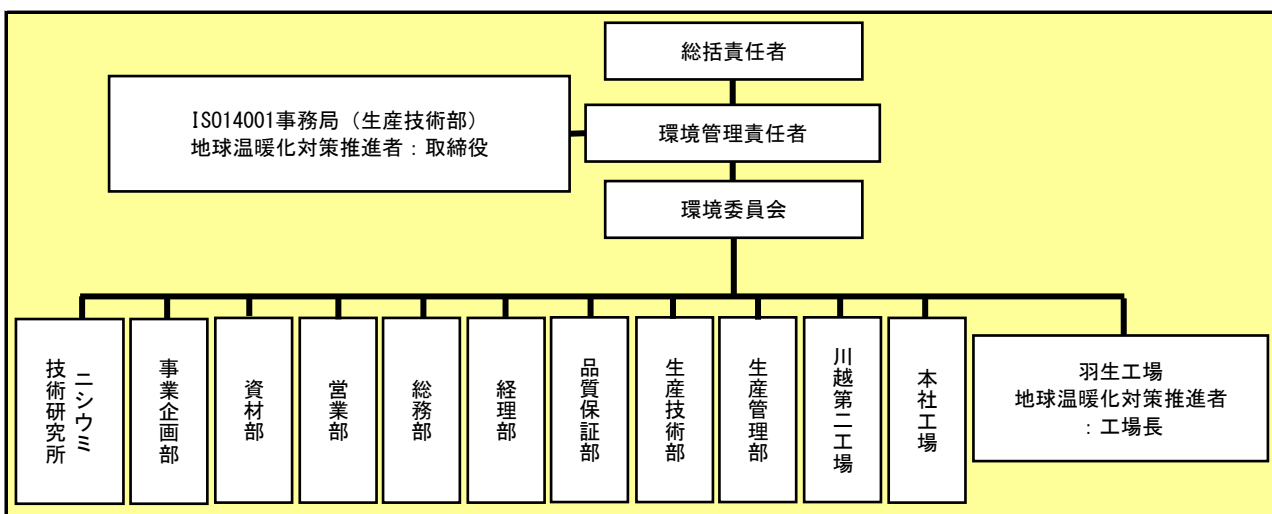 総括責任者
ISO14001事務局（生産技術部）
地球温暖化対策推進者：取締役
環境管理責任者
環境委員会
ニシウミ
技術研究所
事業企画部
資材部
営業部
総務部
経理部
品質保証部
生産技術部
生産管理部
川越第二工場
本社工場
羽生工場
地球温暖化対策推進者
：工場長